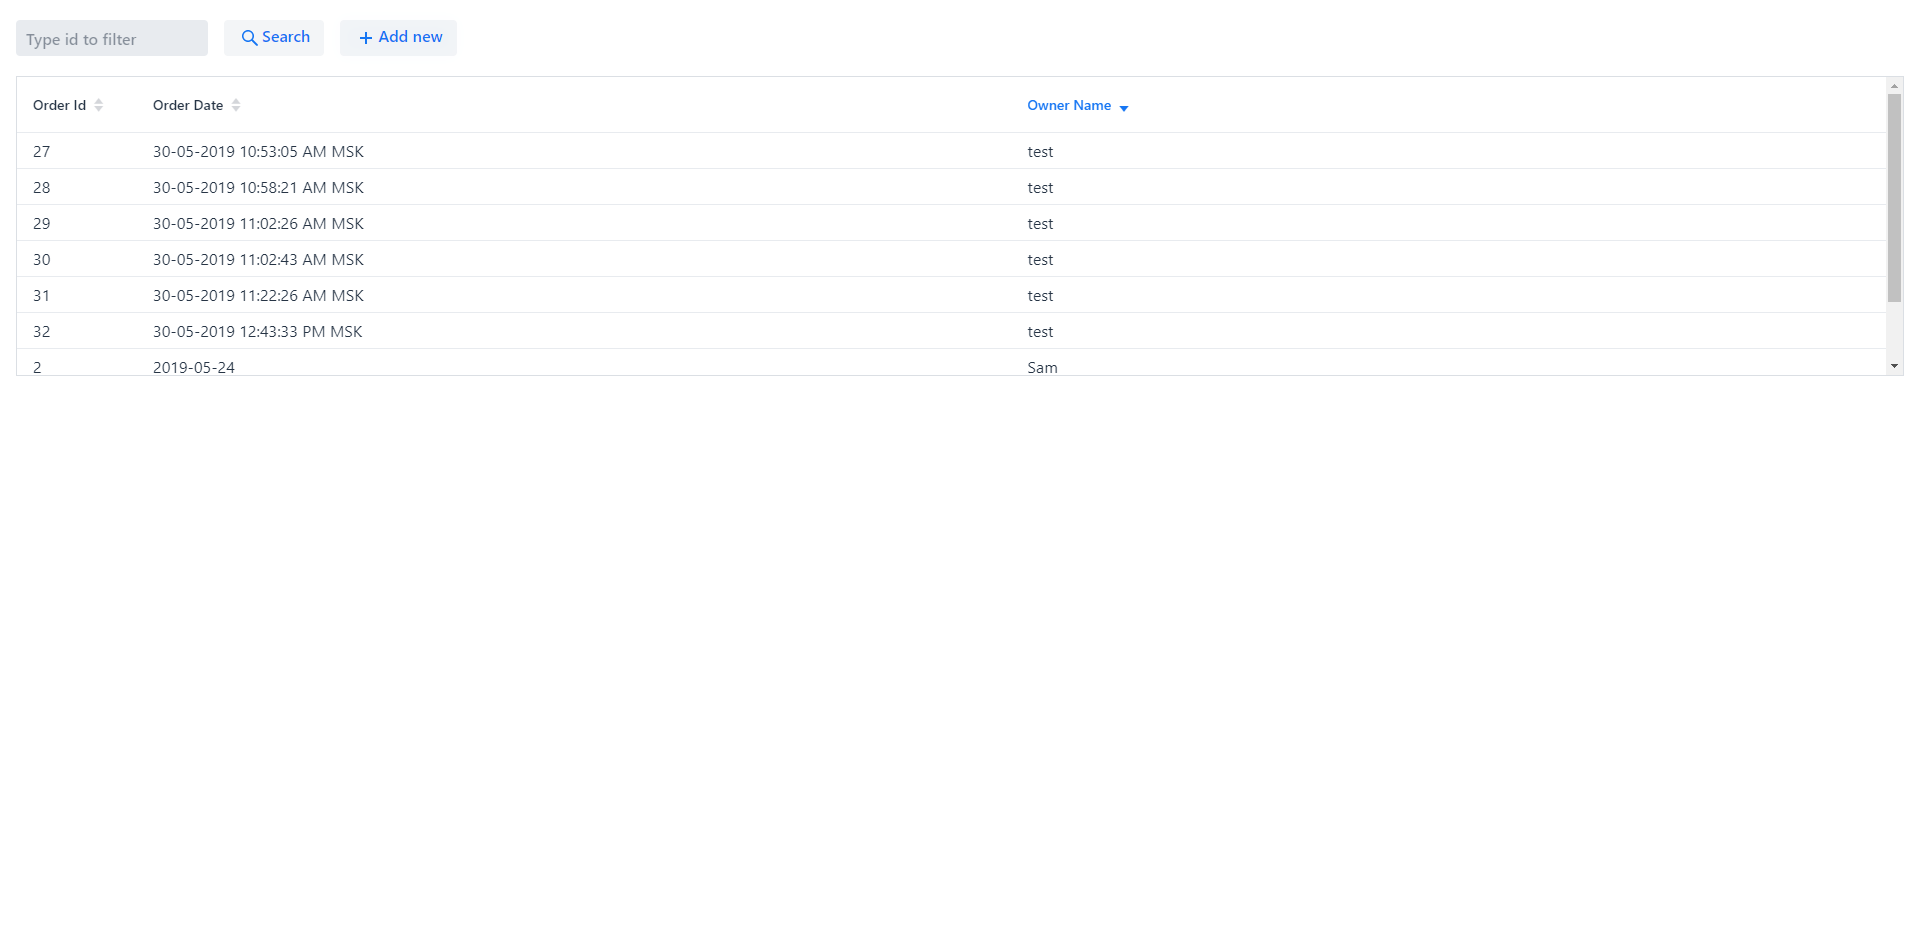 Type id to filter Search Add new
Order Id Order Date Owner Name
27 30-05-2019 10:53:05 AM MSK test
28 30-05-2019 10:58:21 AM MSK test
29 30-05-2019 11:02:26 AM MSK test
30 30-05-2019 11:02:43 AM MSK test
31 30-05-2019 11:22:26 AM MSK test
32 30-05-2019 12:43:33 PM MSK test
2 2019-05-24 Sam